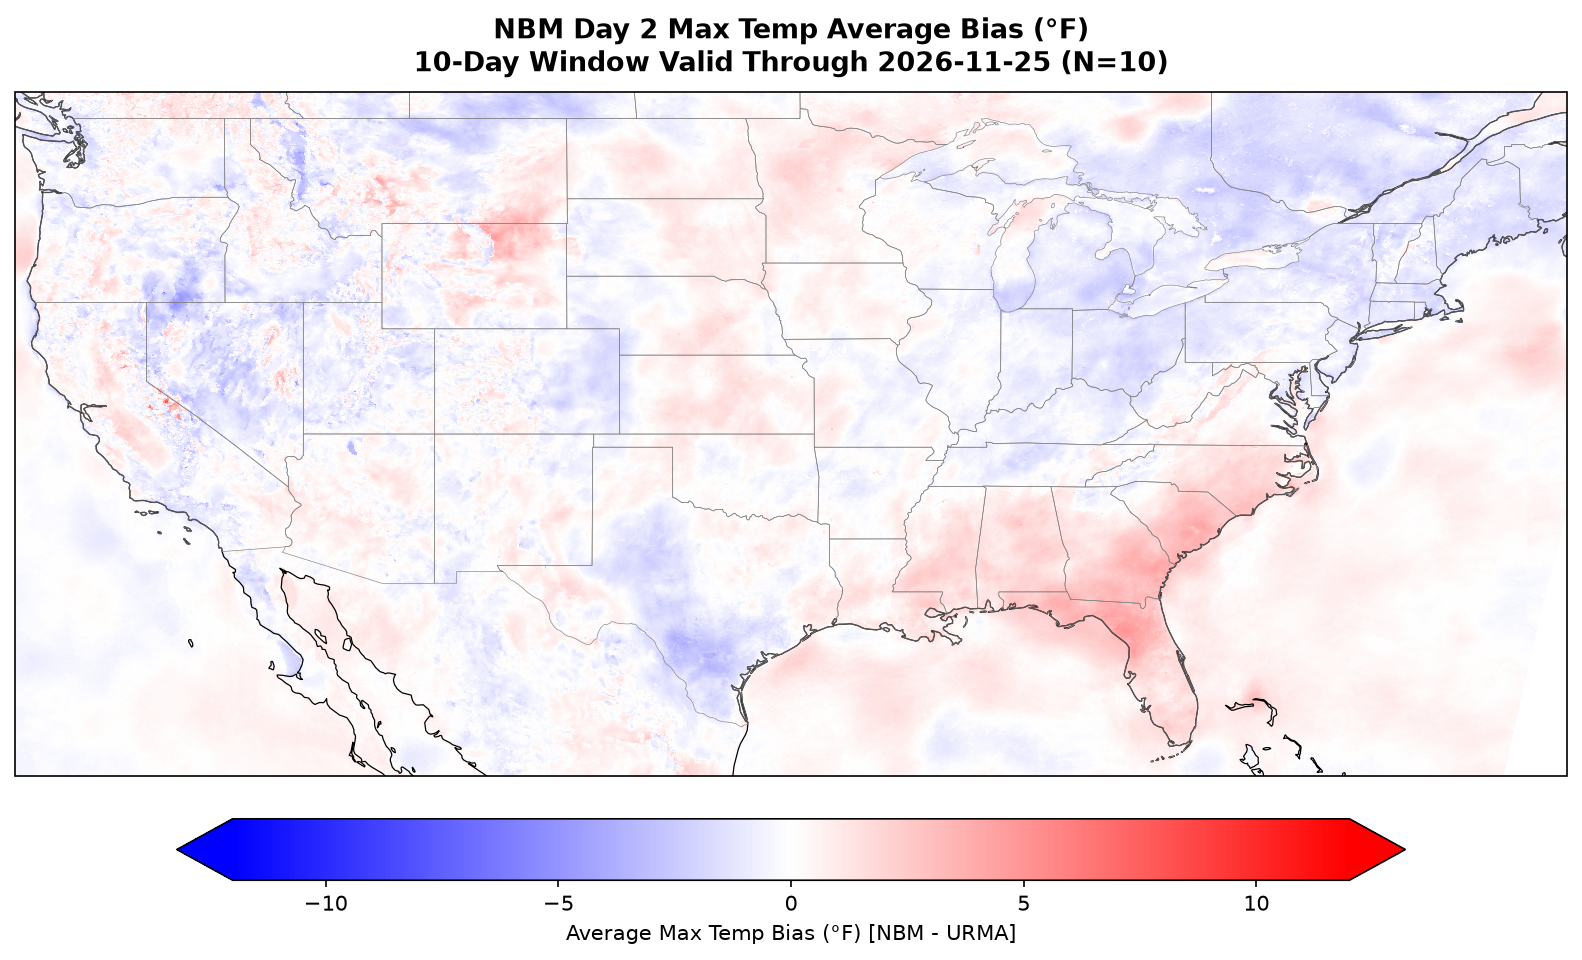 NBM Day 2 Max Temp Average Bias (°F)
10-Day Window Valid Through 2026-11-25 (N=10)
−10
−5
0
5
10
Average Max Temp Bias (°F) [NBM - URMA]